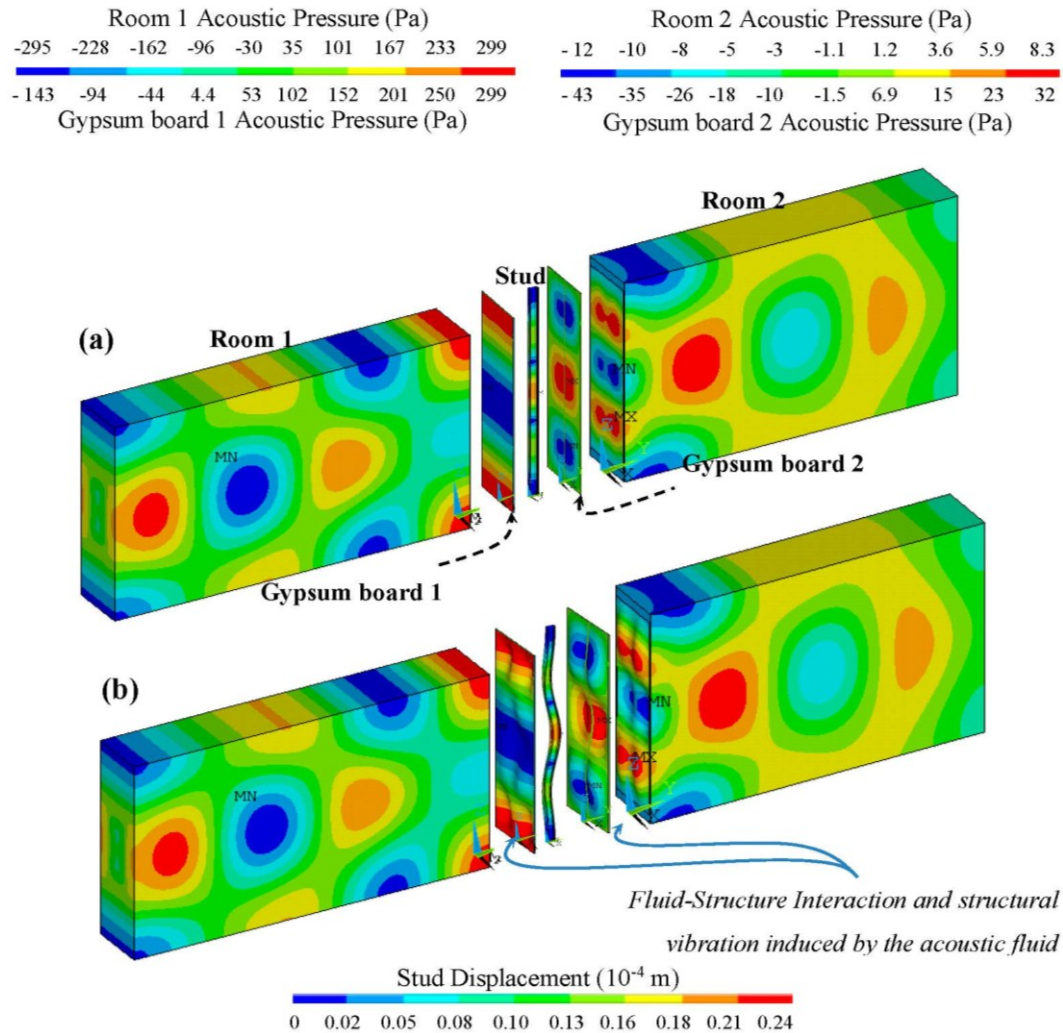 Room 1 Acoustic Pressure (Pa)
-295 -228 -162 -96 -30 35 101 167 233 299
-143 -94 -44 4.4 53 102 152 201 250 299
Gypsum board 1 Acoustic Pressure (Pa)
Room 2 Acoustic Pressure (Pa)
-12 -10 -8 -5 -3 -1.1 1.2 3.6 5.9 8.3
-43 -35 -26 -18 -10 -1.5 6.9 15 23 32
Gypsum board 2 Acoustic Pressure (Pa)
Room 2
Stud
(a)
Room 1
MN
MN
MX
Z
Y
X
Gypsum board 2
Gypsum board 1
(b)
MN
MN
MX
Z
Y
Fluid-Structure Interaction and structural
vibration induced by the acoustic fluid
Stud Displacement (10⁻⁴ m)
0 0.02 0.05 0.08 0.10 0.13 0.16 0.18 0.21 0.24